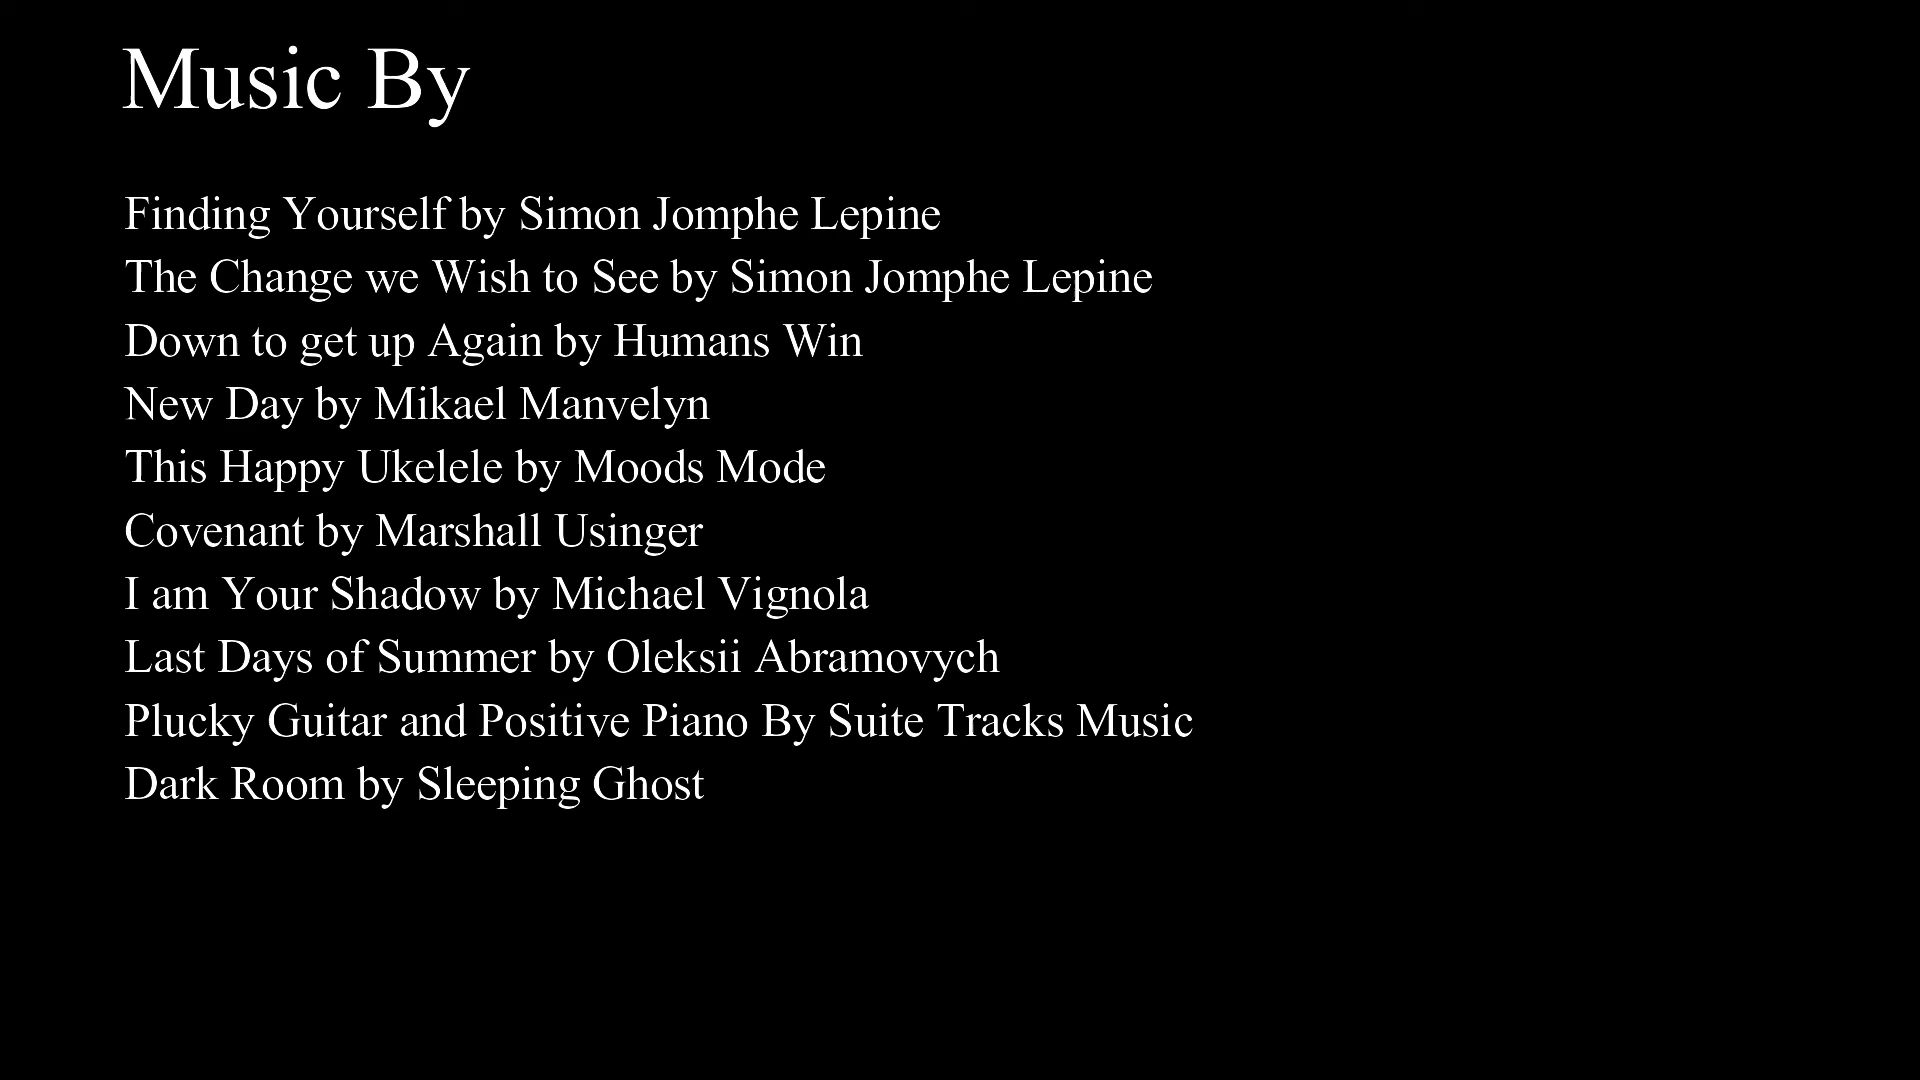 Music By
Finding Yourself by Simon Jomphe Lepine
The Change we Wish to See by Simon Jomphe Lepine
Down to get up Again by Humans Win
New Day by Mikael Manvelyn
This Happy Ukelele by Moods Mode
Covenant by Marshall Usinger
I am Your Shadow by Michael Vignola
Last Days of Summer by Oleksii Abramovych
Plucky Guitar and Positive Piano By Suite Tracks Music
Dark Room by Sleeping Ghost